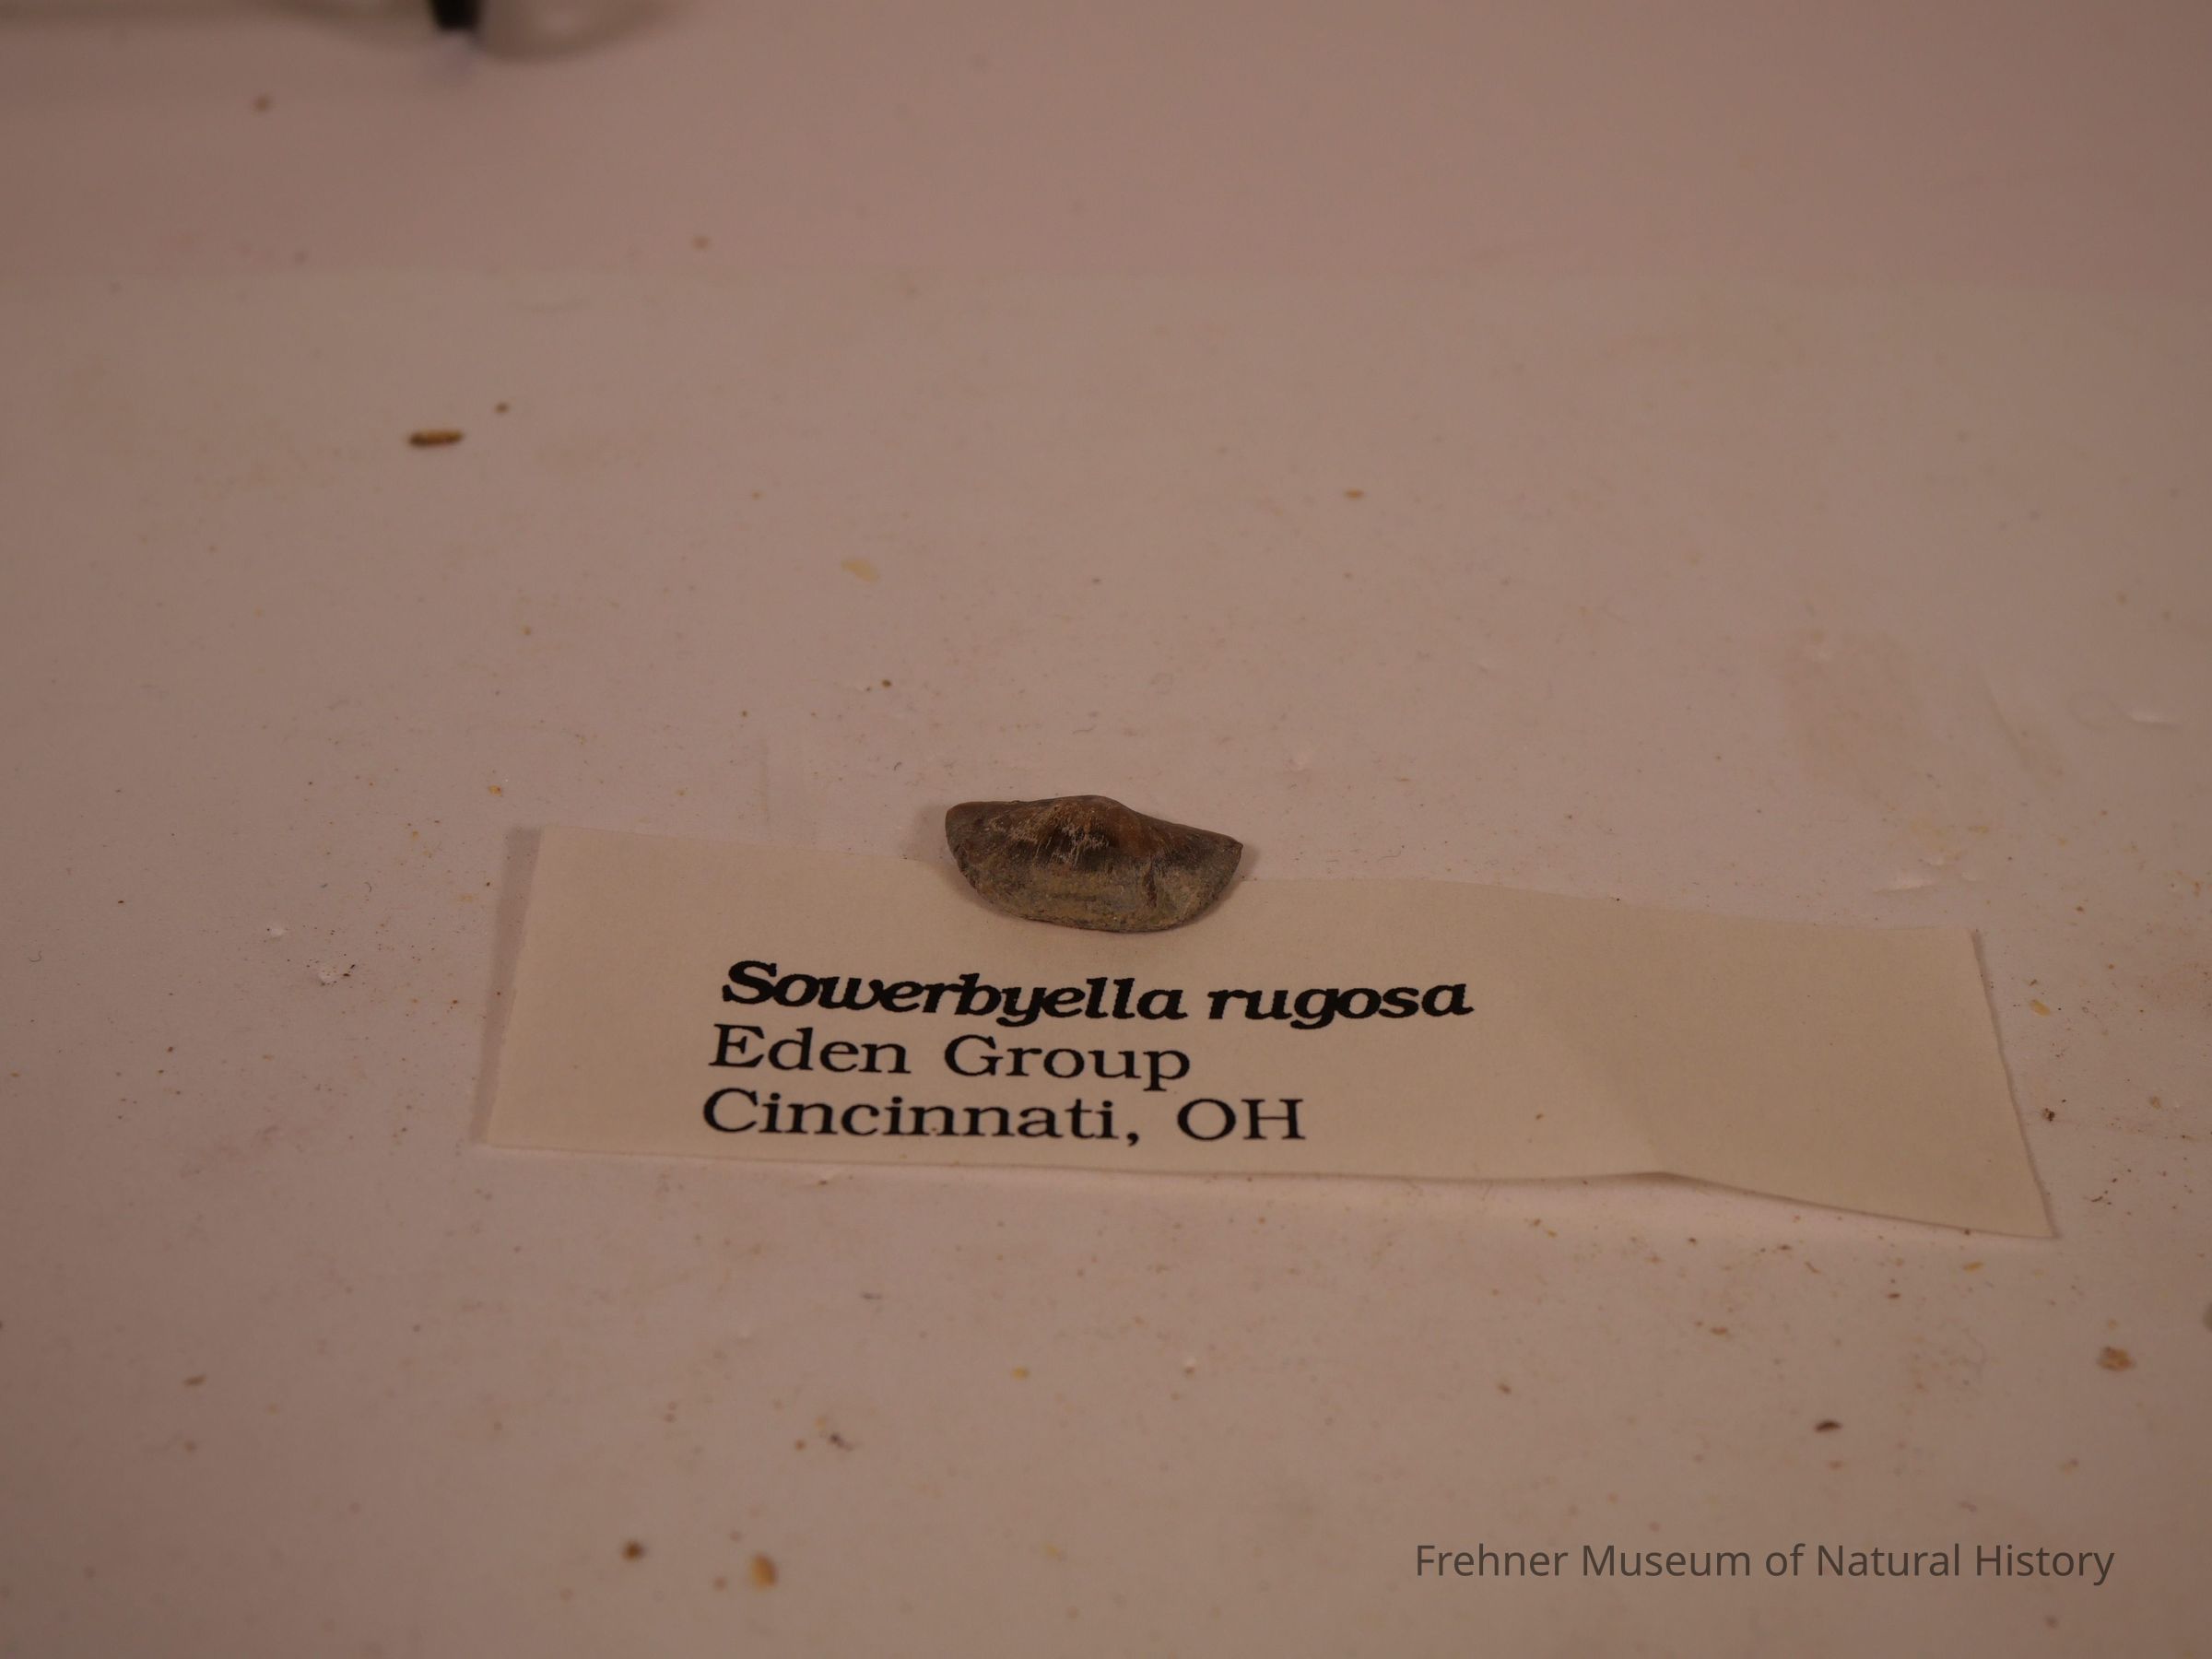 Sowerbyella rugosa
Eden Group
Cincinnati, OH
Frehner Museum of Natural History